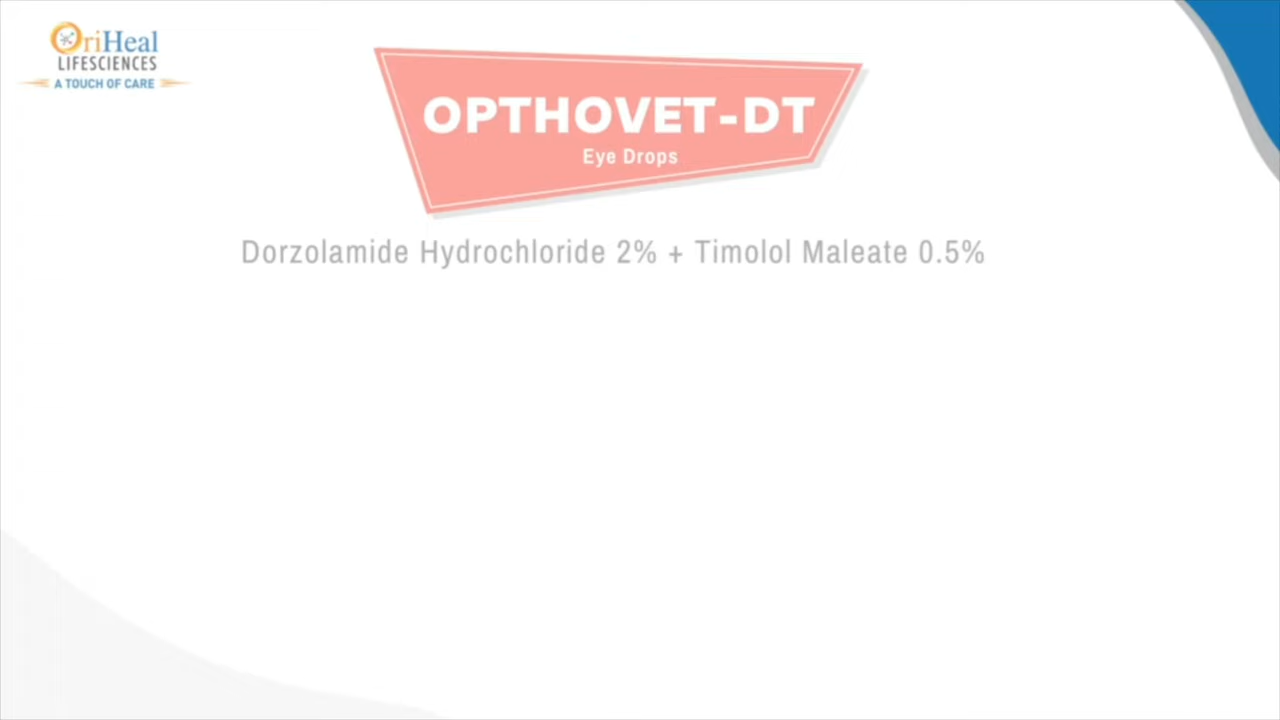 OriHeal
LIFESCIENCES
A TOUCH OF CARE
OPTHOVET-DT
Eye Drops
Dorzolamide Hydrochloride 2% + Timolol Maleate 0.5%